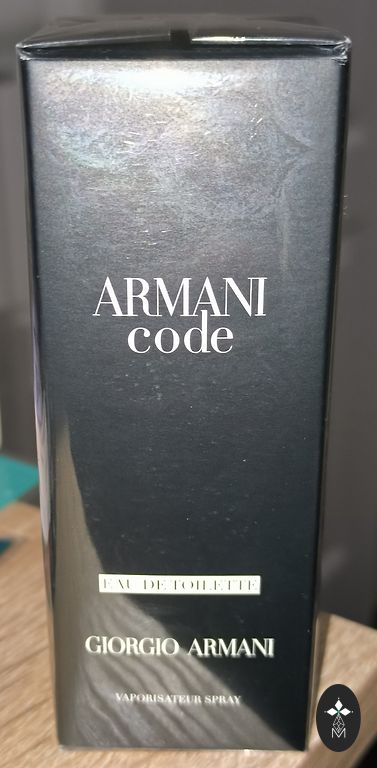 ARMANI
code
EAU DE TOILETTE
GIORGIO ARMANI
VAPORISATEUR SPRAY